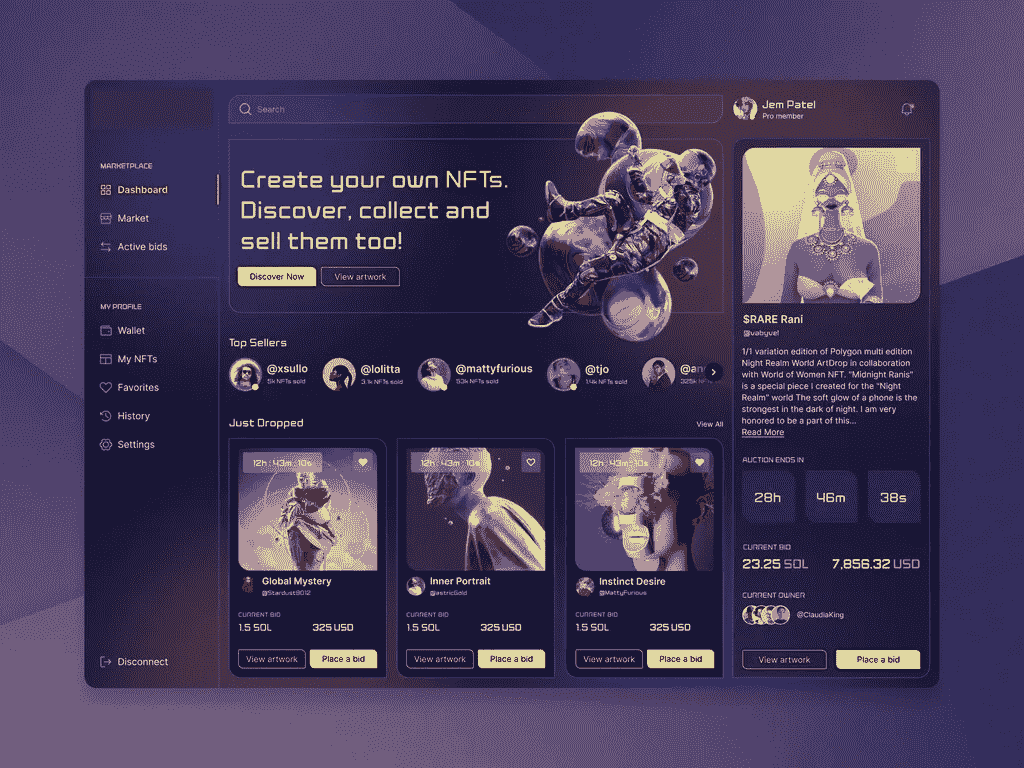 Search
Jem Patel
Pro member
MARKETPLACE
Dashboard
Market
Active bids
MY PROFILE
Wallet
My NFTs
Favorites
History
Settings
Disconnect
Create your own NFTs.
Discover, collect and
sell them too!
Discover Now
View artwork
Top Sellers
@xsullo
5k NFTs sold
@lolitta
3.1k NFTs sold
@mattyfurious
53k NFTs sold
@tjo
1.4k NFTs sold
Just Dropped
View All
12h : 43m : 10s
Global Mystery
@Stardust9012
CURRENT BID
1.5 SOL
325 USD
View artwork
Place a bid
12h : 43m : 10s
Inner Portrait
@astricGold
CURRENT BID
1.5 SOL
325 USD
View artwork
Place a bid
12h : 43m : 10s
Instinct Desire
@MattyFurious
CURRENT BID
1.5 SOL
325 USD
View artwork
Place a bid
$RARE Rani
@vabyvel
1/1 variation edition of Polygon multi edition
Night Realm World ArtDrop in collaboration
with World of Women NFT. "Midnight Ranis"
is a special piece I created for the "Night
Realm" world The soft glow of a phone is the
strongest in the dark of night. I am very
honored to be a part of this...
Read More
AUCTION ENDS IN
28h
46m
38s
CURRENT BID
23.25 SOL
7,856.32 USD
CURRENT OWNER
@ClaudiaKing
View artwork
Place a bid